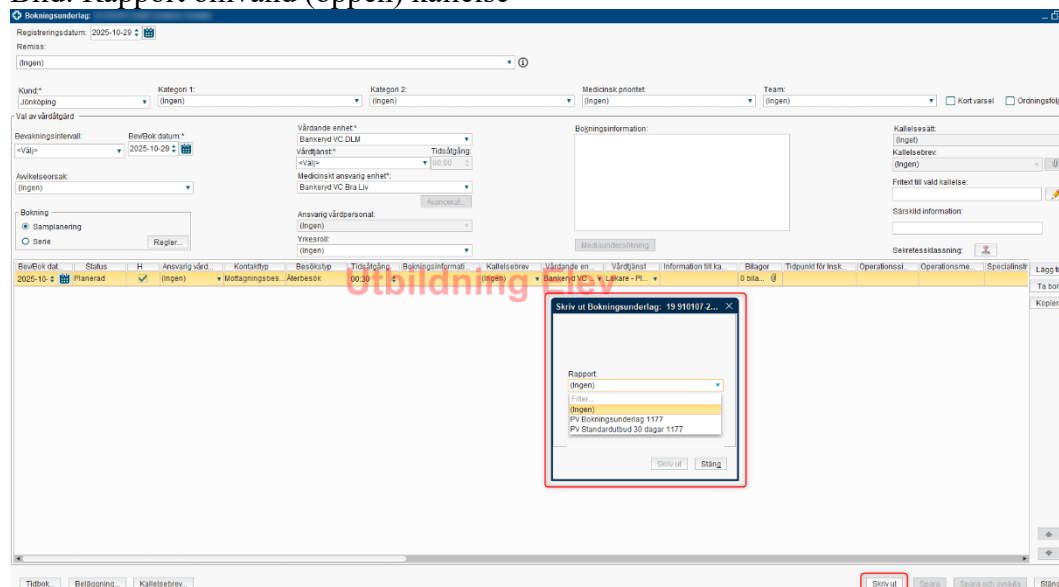 Bild: Rapport omvänd (öppen) kallelse
Bokningsunderlag:
Registreringsdatum: 2025-10-29
Remiss:
(Ingen)
Kund:* Kategori 1: Kategori 2: Medicinsk prioritet: Team:
Jönköping (Ingen) (Ingen) (Ingen) (Ingen) Kort varsel Ordningsfölj
Val av vårdåtgärd
Bevakningsintervall: Bev/Bok datum:* Vårdande enhet:* Bokningsinformation: Kallelsesätt:
<Välj> 2025-10-29 Bankeryd VC DLM (Inget)
Vårdtjänst:* Tidsåtgång: Kallelsebrev:
<Välj> 00:00 (Ingen)
Avvikelseorsak: Medicinskt ansvarig enhet*: Fritext till vald kallelse:
(Ingen) Bankeryd VC Bra Liv
Avancerat...
Bokning Ansvarig vårdpersonal: Särskild information:
Samplanering (Ingen)
Serie Regler... Yrkesroll: Mediaundersökning Sekretessklassning:
(Ingen)
Bev/Bok dat... Status H Ansvarig vård... Kontakttyp Besökstyp Tidsåtgång Bokningsinformati... Kallelsebrev Vårdande en... Vårdtjänst Information till ka... Bilagor Tidpunkt för Insk... Operationssl... Operationsme... Specialinstr Lägg ti
2025-10- Planerad (Ingen) Mottagningsbes... Återbesök 00:30 (Ingen) Bankeryd VC ... Läkare - Pl... 0 bila...
Ta bor
Kopier
Utbildning Elev
Skriv ut Bokningsunderlag: 19 910107-2...
Rapport
(Ingen)
Filter...
(Ingen)
PV Bokningsunderlag 1177
PV Standardutbud 30 dagar 1177
Skriv ut Stäng
Tidbok... Beläggning... Kallelsebrev... Skriv ut Spara Spara och avsluta Stäng